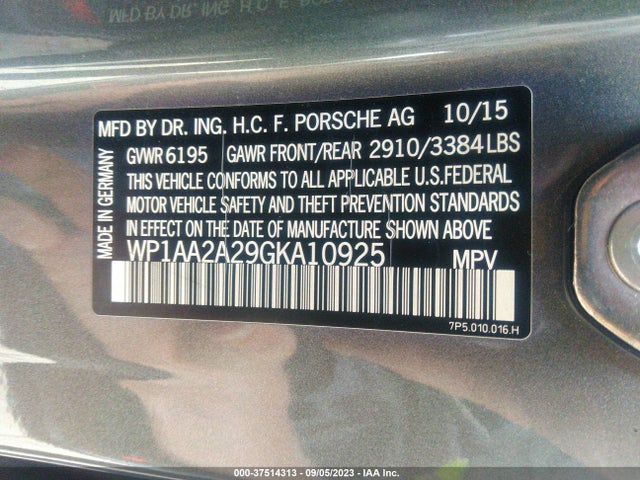 MFD BY DR. ING. H.C. F. PORSCHE AG 10/15
GVWR 6195 GAWR FRONT/REAR 2910/3384 LBS
THIS VEHICLE CONFORMS TO ALL APPLICABLE U.S.FEDERAL
MOTOR VEHICLE SAFETY AND THEFT PREVENTION STANDARDS
IN EFFECT ON THE DATE OF MANUFACTURE SHOWN ABOVE
WP1AA2A29GKA10925 MPV
MADE IN GERMANY
7P5.010.016.H
000-37514313 - 09/05/2023 - IAA Inc.